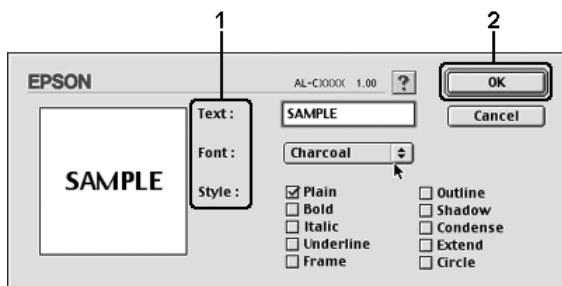 1 2
EPSON AL-CXXXX 1.00 ? OK
Text : SAMPLE Cancel
Font : Charcoal
SAMPLE
Style : Plain Outline
Bold Shadow
Italic Condense
Underline Extend
Frame Circle